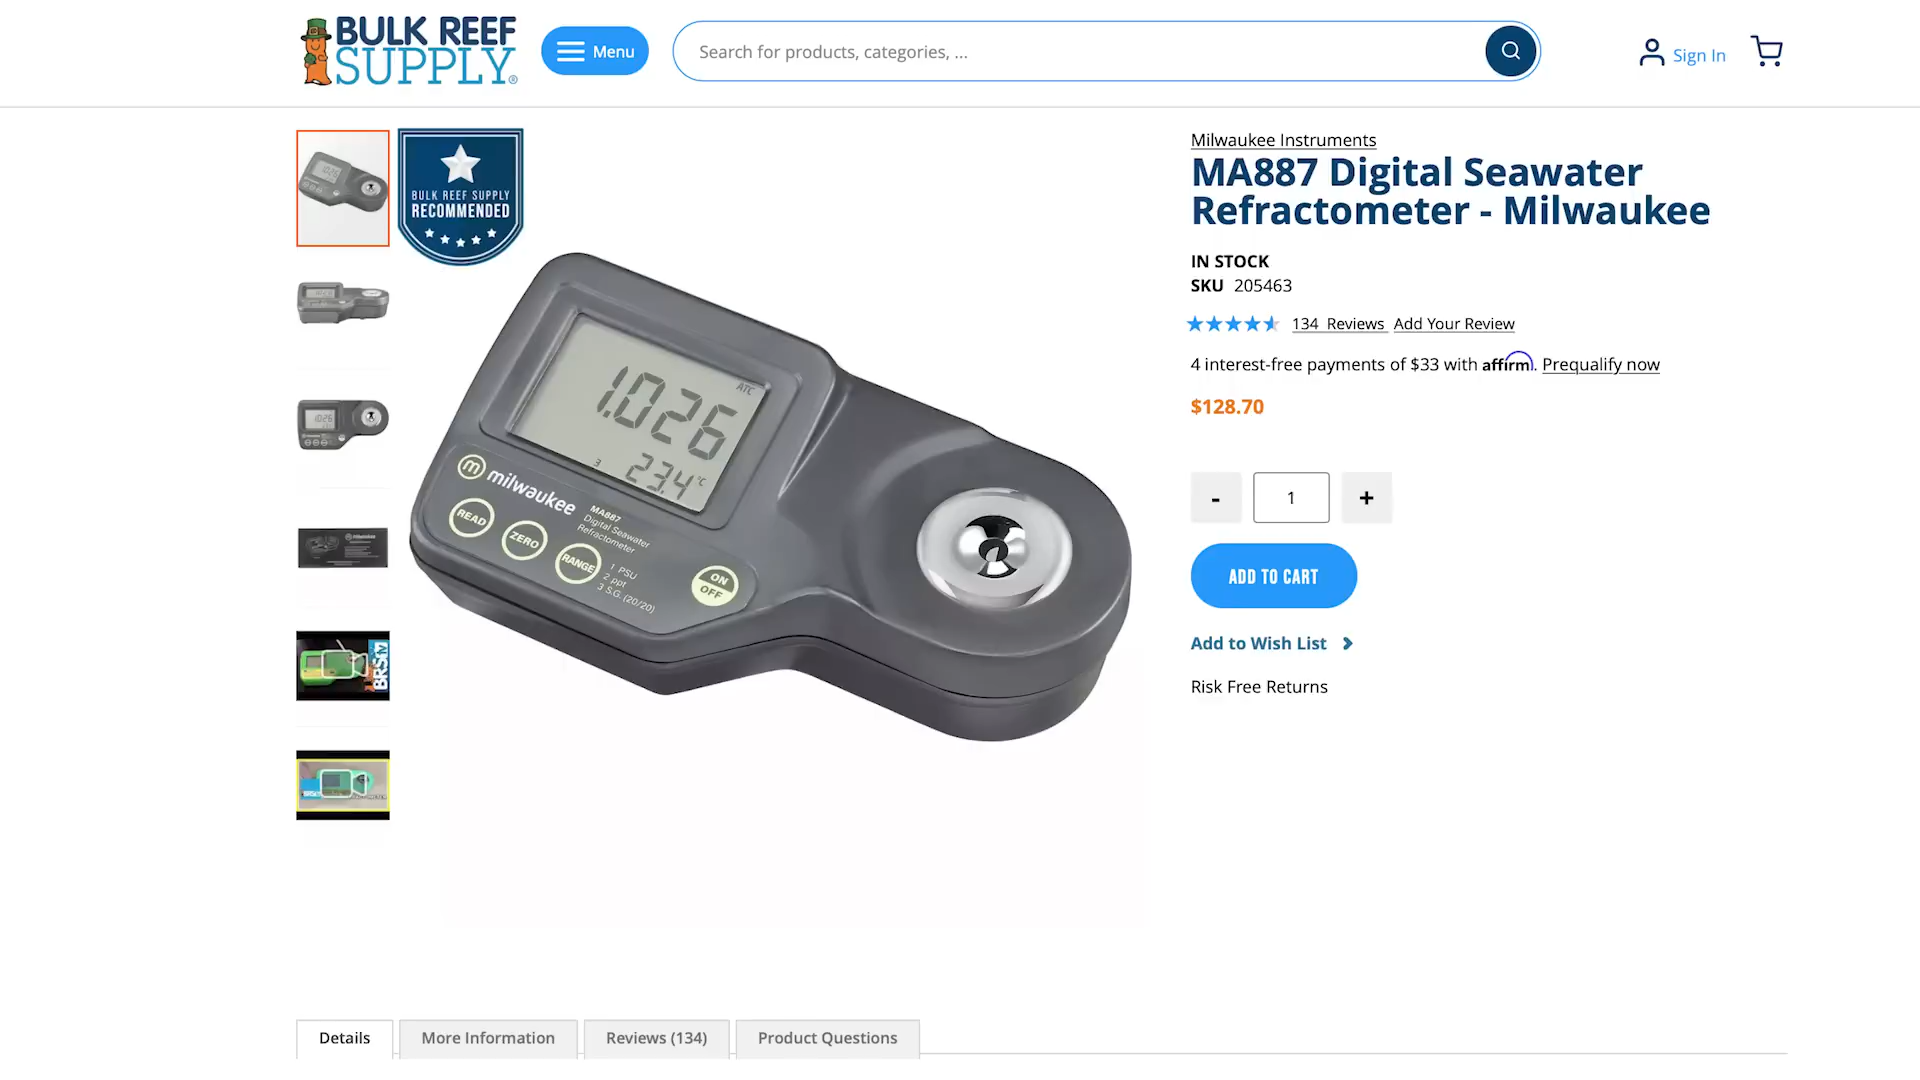 BULK REEF
SUPPLY®
Menu
Search for products, categories, ...
Sign In
BULK REEF SUPPLY
RECOMMENDED
1.026
ATC
3
23.4 °C
m milwaukee
MA887
Digital Seawater
Refractometer
READ
ZERO
RANGE
1 PSU
2 ppt
3 S.G. (20/20)
ON
OFF
BRStv
Milwaukee Instruments
MA887 Digital Seawater
Refractometer - Milwaukee
IN STOCK
SKU 205463
134 Reviews Add Your Review
4 interest-free payments of $33 with affirm. Prequalify now
$128.70
- 1 +
ADD TO CART
Add to Wish List
Risk Free Returns
Details
More Information
Reviews (134)
Product Questions